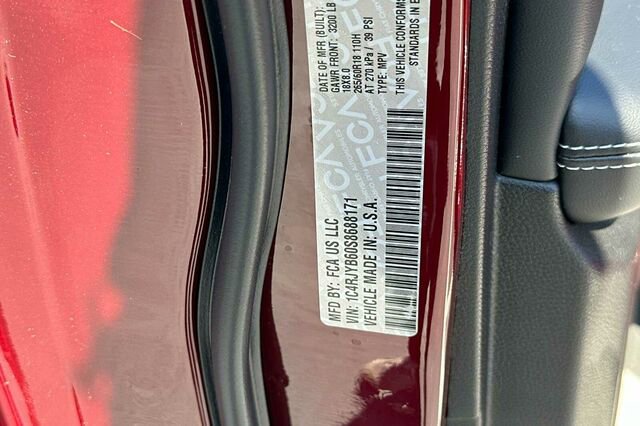 MFD BY: FCA US LLC
DATE OF MFR (BUILT):
GAWR FRONT: 3200 LB
18X8.0
265/60R18 110H
AT 270 kPa / 39 PSI
TYPE: MPV
THIS VEHICLE CONFORMS
STANDARDS IN E
VIN: 1C4RJYB60S8688171
VEHICLE MADE IN: U.S.A.